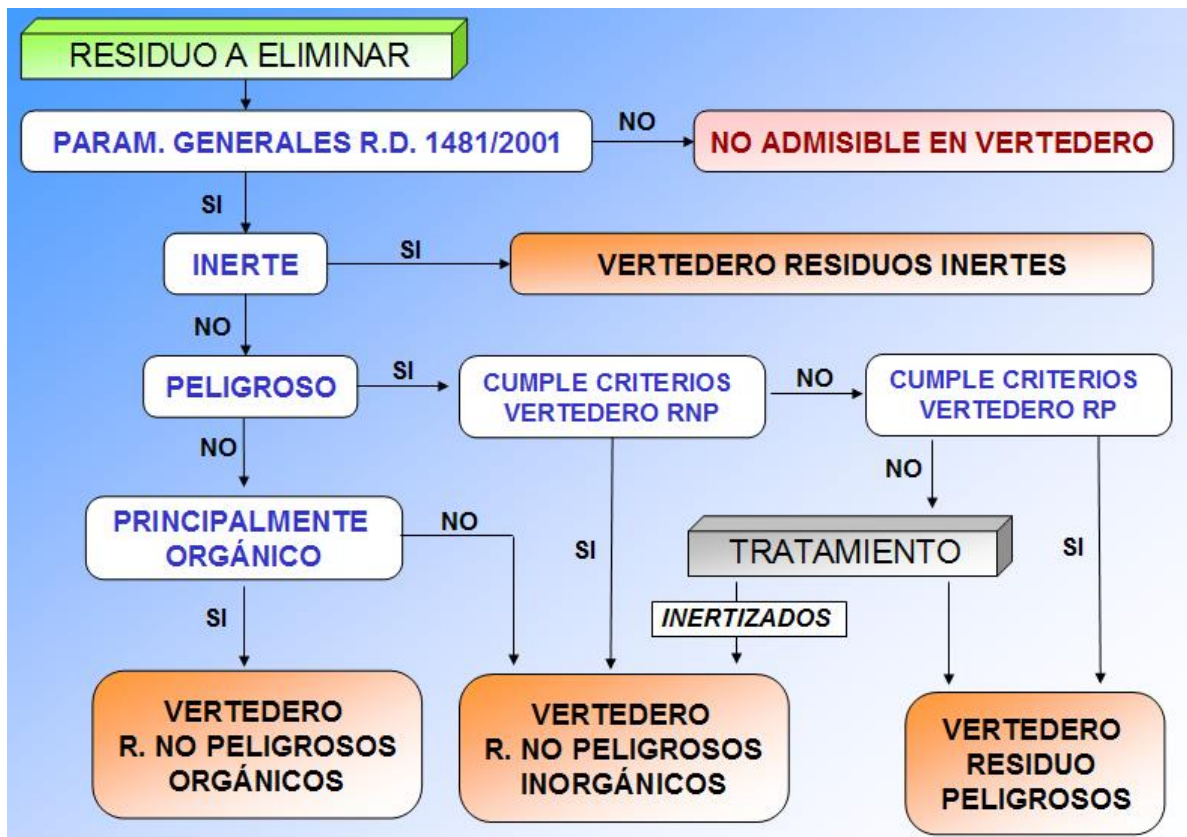 RESIDUO A ELIMINAR
PARAM. GENERALES R.D. 1481/2001
NO
NO ADMISIBLE EN VERTEDERO
SI
INERTE
SI
VERTEDERO RESIDUOS INERTES
NO
PELIGROSO
SI
CUMPLE CRITERIOS
VERTEDERO RNP
NO
CUMPLE CRITERIOS
VERTEDERO RP
NO
NO
PRINCIPALMENTE
ORGÁNICO
NO
SI
TRATAMIENTO
SI
SI
INERTIZADOS
VERTEDERO
R. NO PELIGROSOS
ORGÁNICOS
VERTEDERO
R. NO PELIGROSOS
INORGÁNICOS
VERTEDERO
RESIDUO
PELIGROSOS